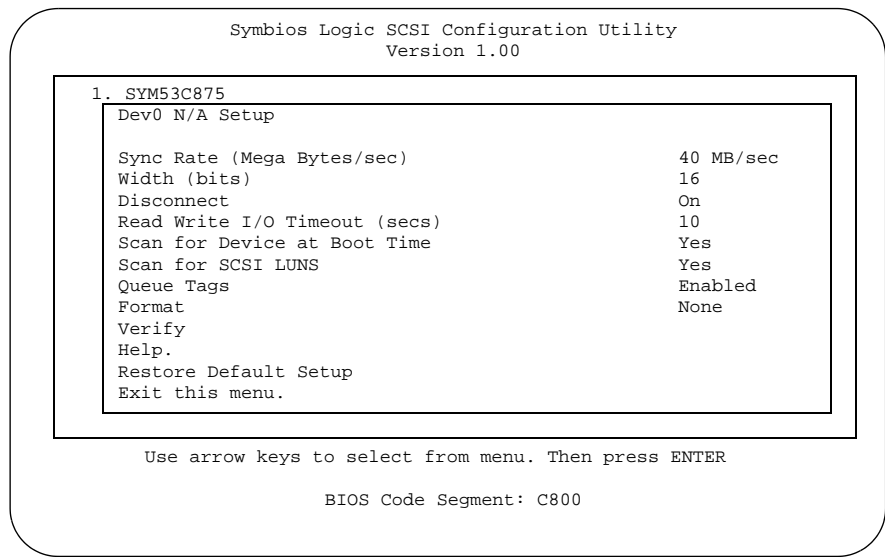 Symbios Logic SCSI Configuration Utility
Version 1.00
1. SYM53C875
Dev0 N/A Setup
Sync Rate (Mega Bytes/sec) 40 MB/sec
Width (bits) 16
Disconnect On
Read Write I/O Timeout (secs) 10
Scan for Device at Boot Time Yes
Scan for SCSI LUNS Yes
Queue Tags Enabled
Format None
Verify
Help.
Restore Default Setup
Exit this menu.
Use arrow keys to select from menu. Then press ENTER
BIOS Code Segment: C800